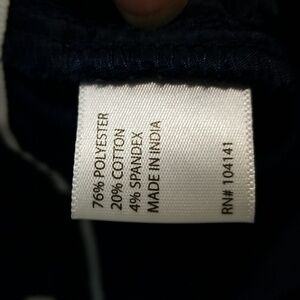 76% POLYESTER
20% COTTON
4% SPANDEX
MADE IN INDIA
RN# 104141